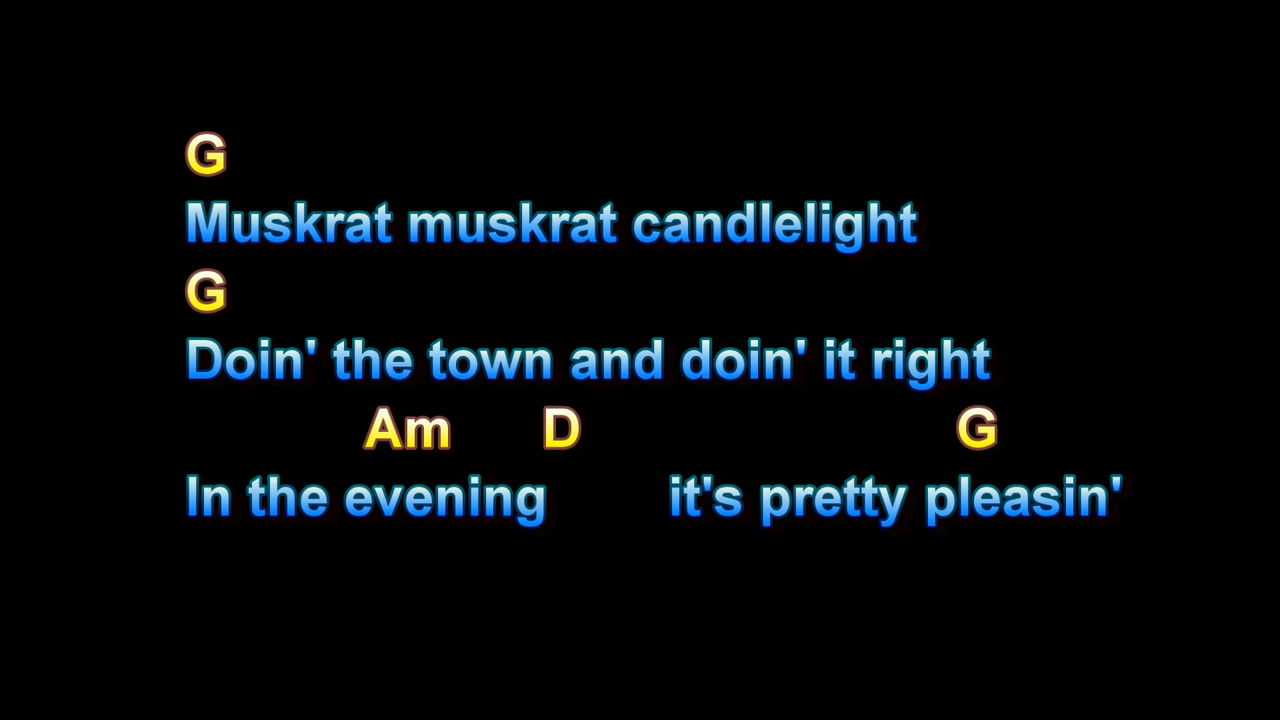 G
Muskrat muskrat candlelight
G
Doin' the town and doin' it right
Am D G
In the evening it's pretty pleasin'